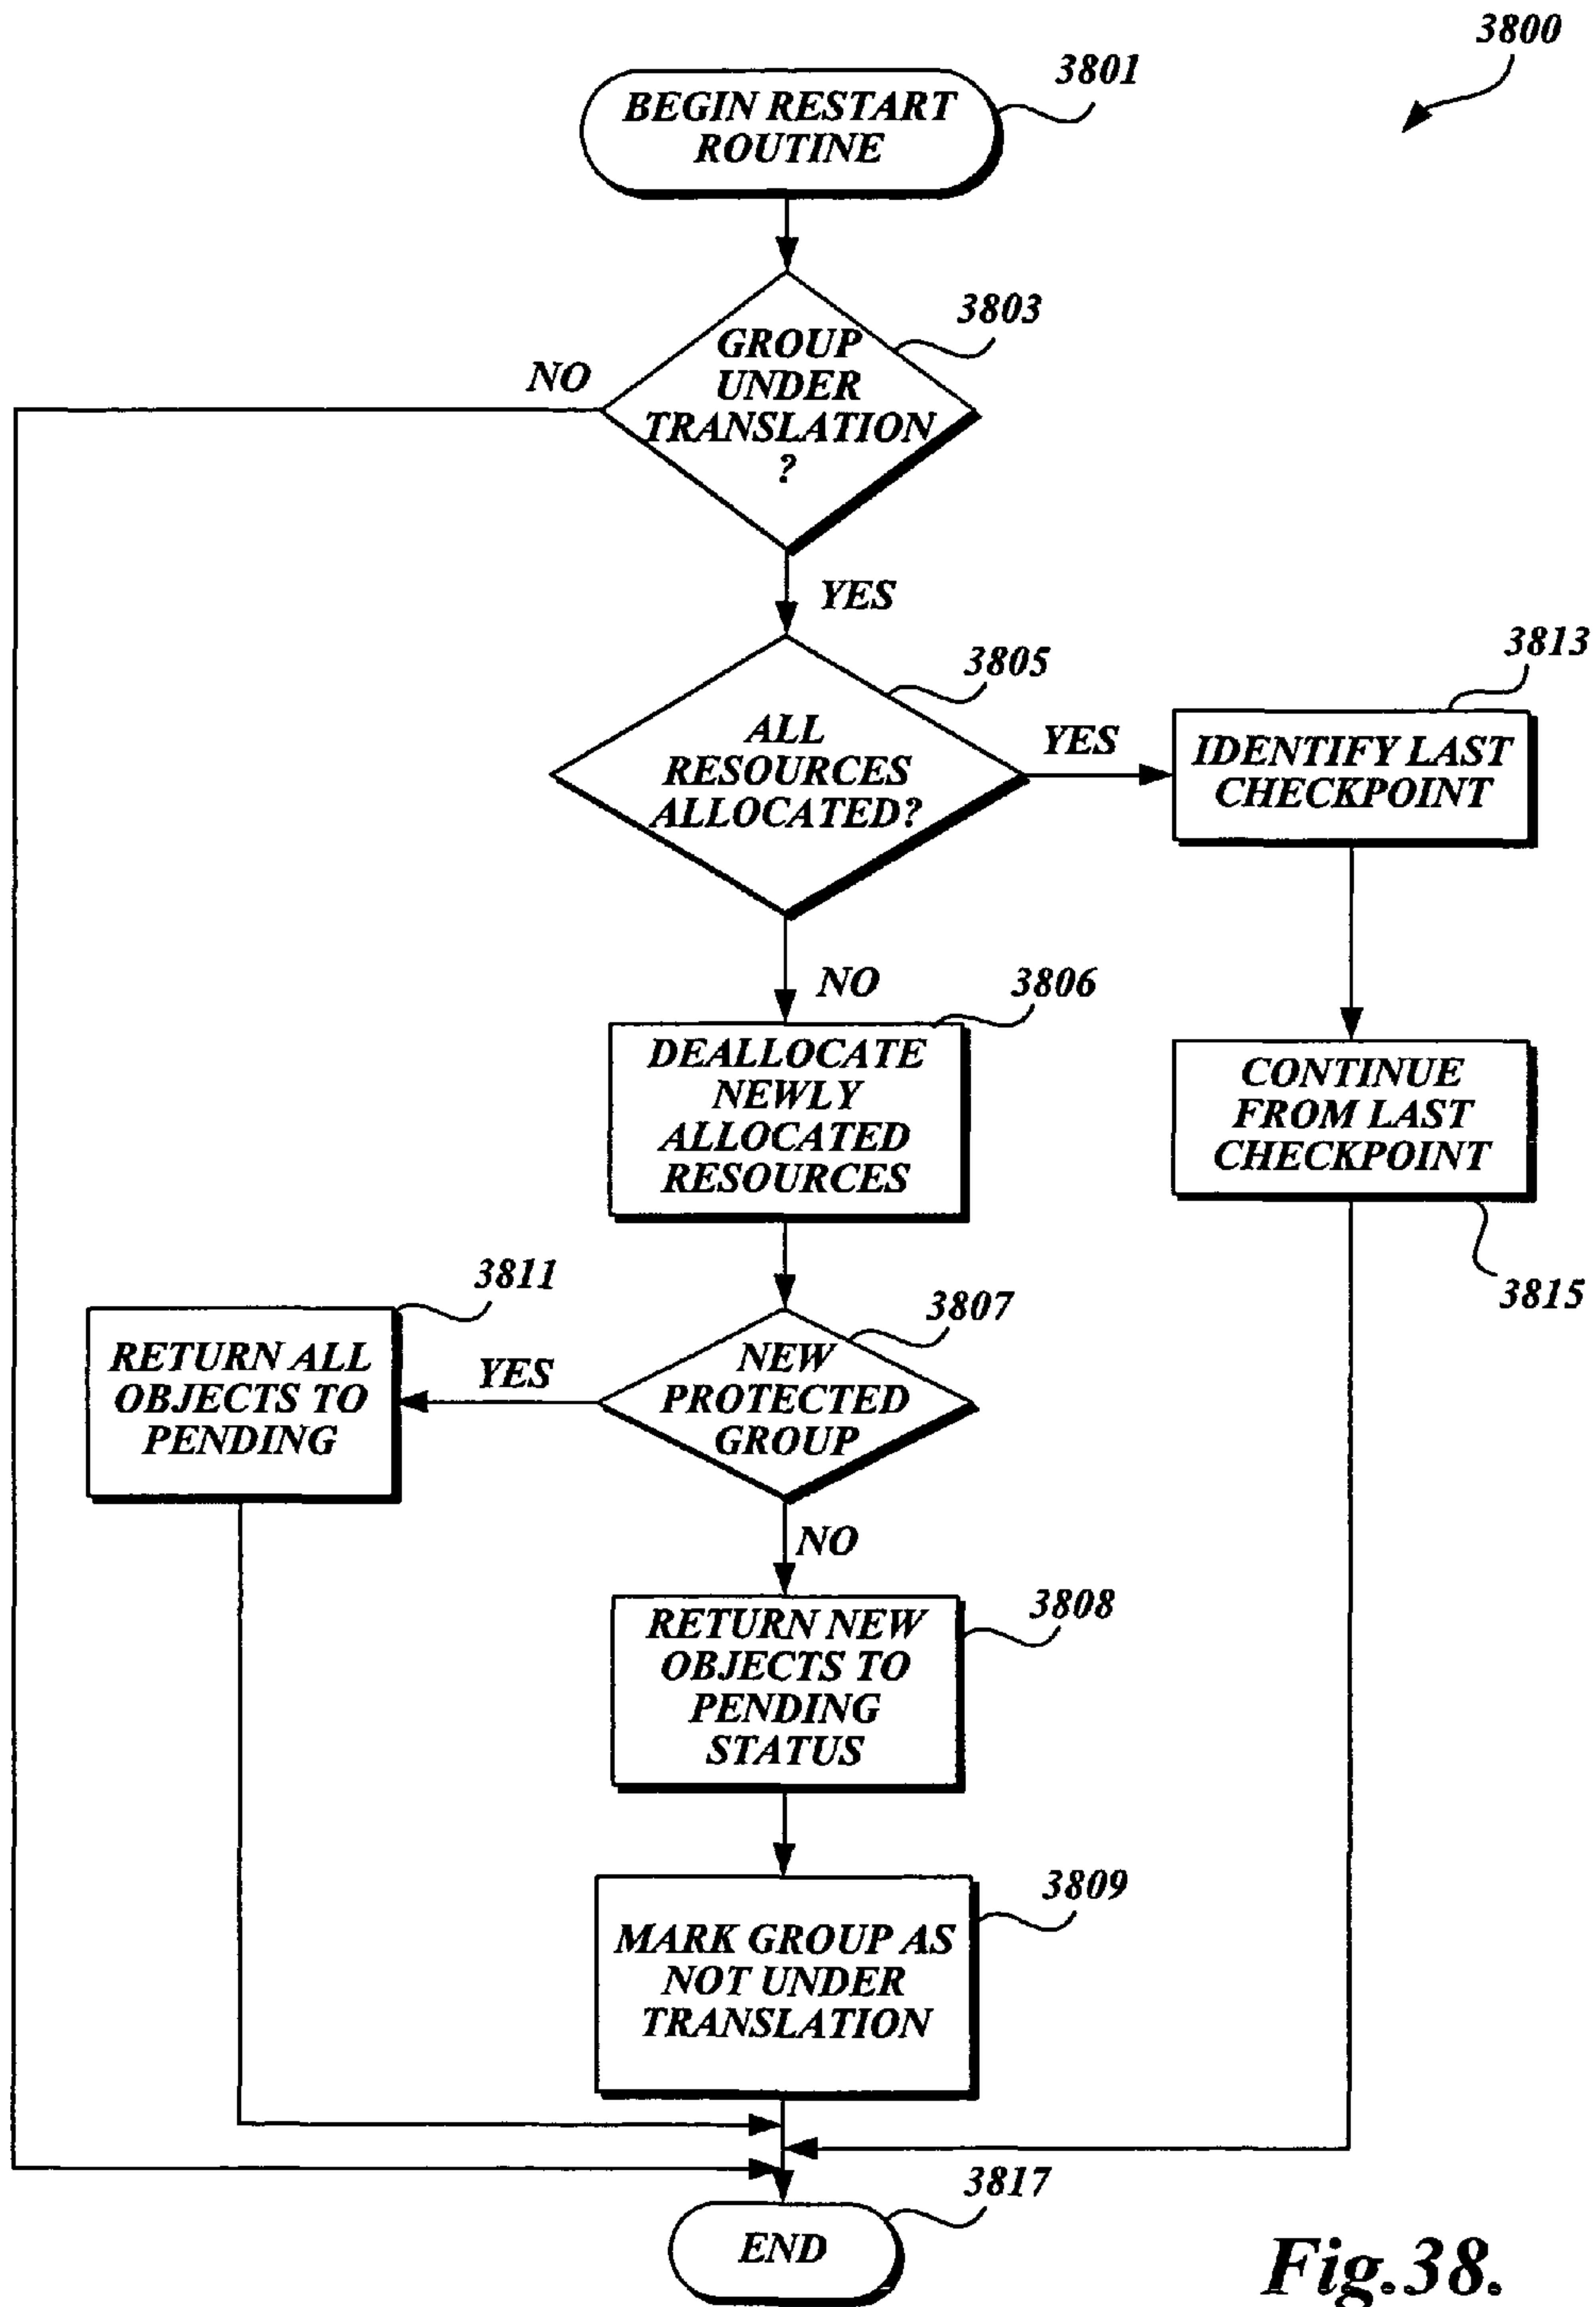 3800
3801
BEGIN RESTART
ROUTINE
3803
GROUP
UNDER
TRANSLATION
?
NO
YES
3805
ALL
RESOURCES
ALLOCATED?
YES
3813
IDENTIFY LAST
CHECKPOINT
NO
3806
DEALLOCATE
NEWLY
ALLOCATED
RESOURCES
CONTINUE
FROM LAST
CHECKPOINT
3815
3811
RETURN ALL
OBJECTS TO
PENDING
YES
3807
NEW
PROTECTED
GROUP
NO
3808
RETURN NEW
OBJECTS TO
PENDING
STATUS
3809
MARK GROUP AS
NOT UNDER
TRANSLATION
3817
END
Fig.38.